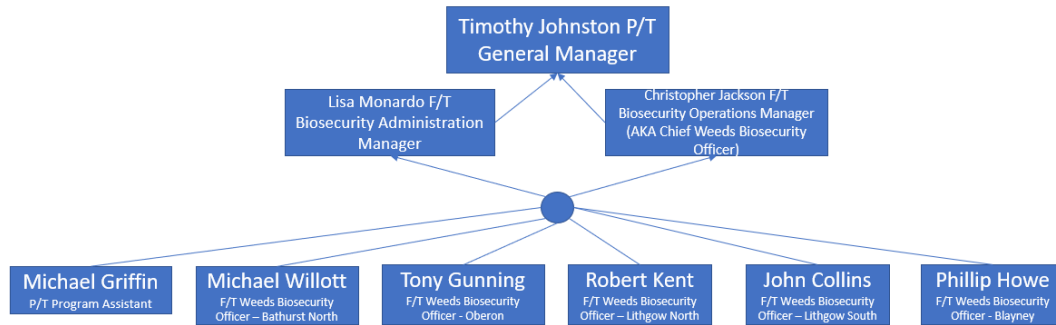 Timothy Johnston P/T
General Manager
Lisa Monardo F/T
Biosecurity Administration
Manager
Christopher Jackson F/T
Biosecurity Operations Manager
(AKA Chief Weeds Biosecurity
Officer)
Michael Griffin
P/T Program Assistant
Michael Willott
F/T Weeds Biosecurity
Officer – Bathurst North
Tony Gunning
F/T Weeds Biosecurity
Officer - Oberon
Robert Kent
F/T Weeds Biosecurity
Officer – Lithgow North
John Collins
F/T Weeds Biosecurity
Officer – Lithgow South
Phillip Howe
F/T Weeds Biosecurity
Officer - Blayney